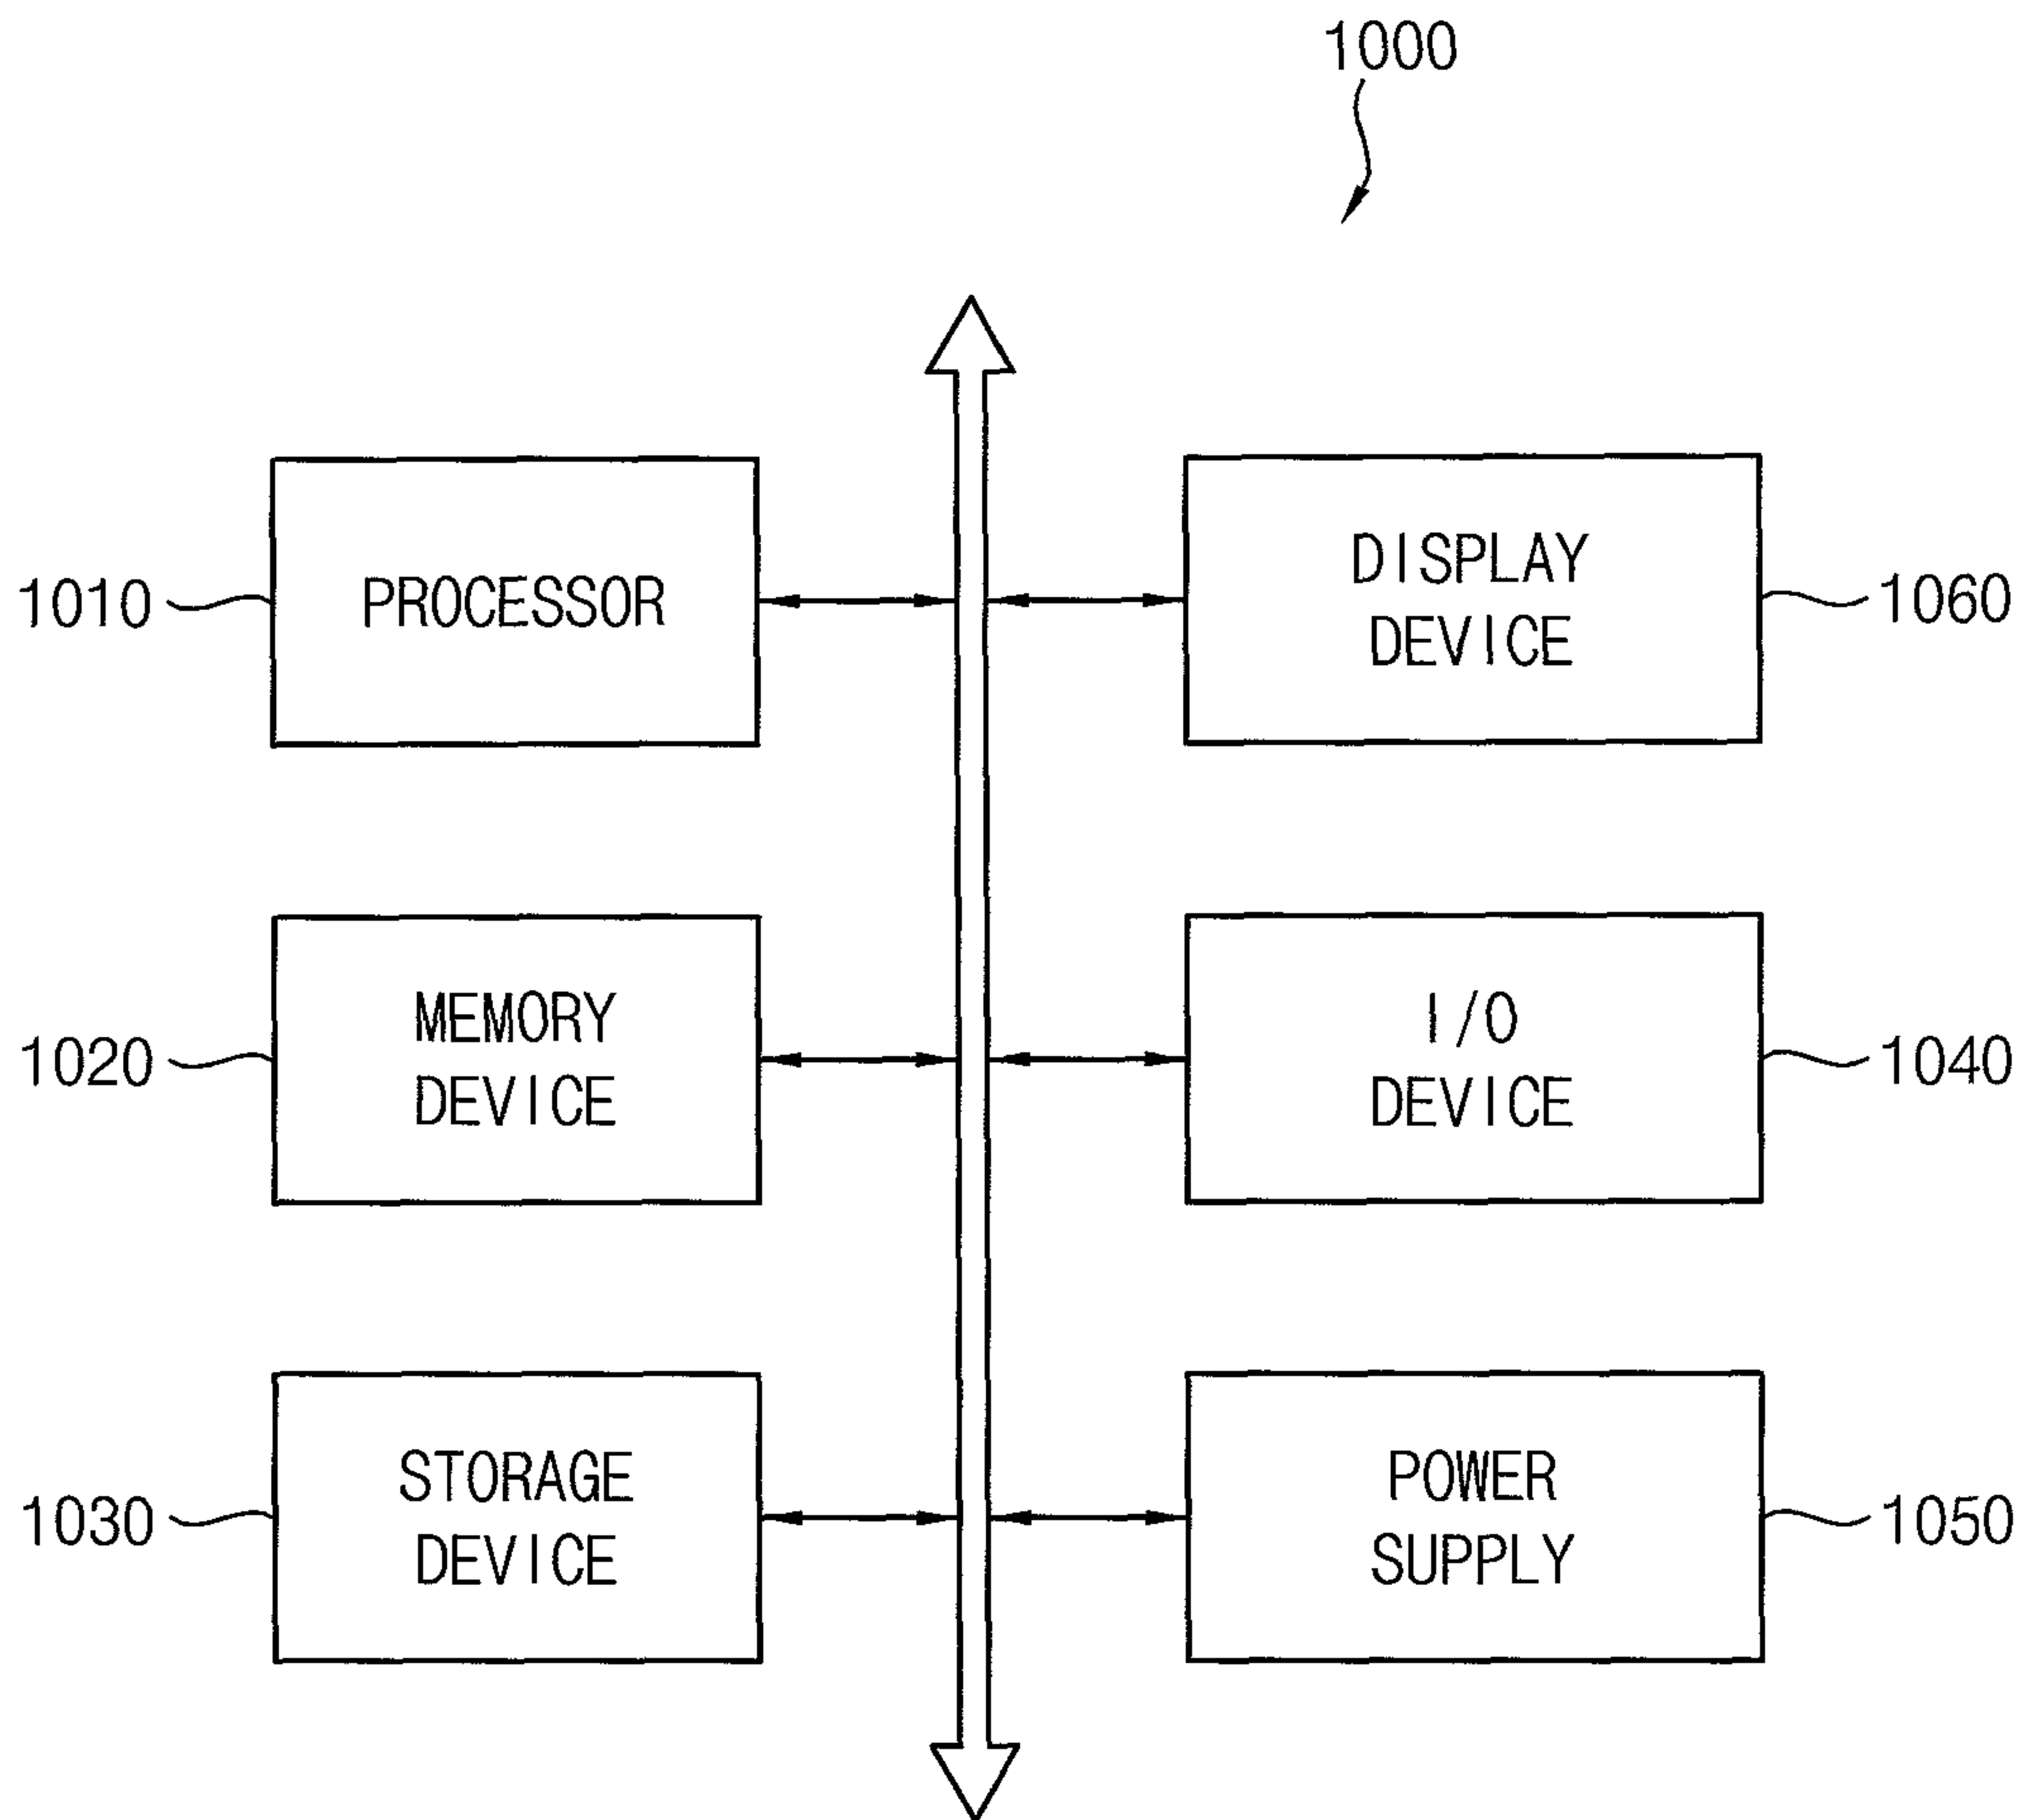 1000
1010
PROCESSOR
DISPLAY
DEVICE
1060
1020
MEMORY
DEVICE
I/O
DEVICE
1040
1030
STORAGE
DEVICE
POWER
SUPPLY
1050